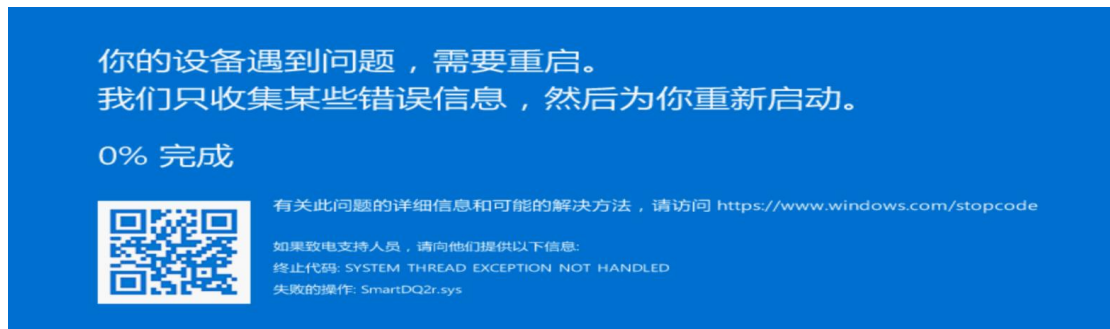 你的设备遇到问题，需要重启。
我们只收集某些错误信息，然后为你重新启动。
0% 完成
有关此问题的详细信息和可能的解决方法，请访问 https://www.windows.com/stopcode
如果致电支持人员，请向他们提供以下信息:
终止代码: SYSTEM THREAD EXCEPTION NOT HANDLED
失败的操作: SmartDQ2r.sys